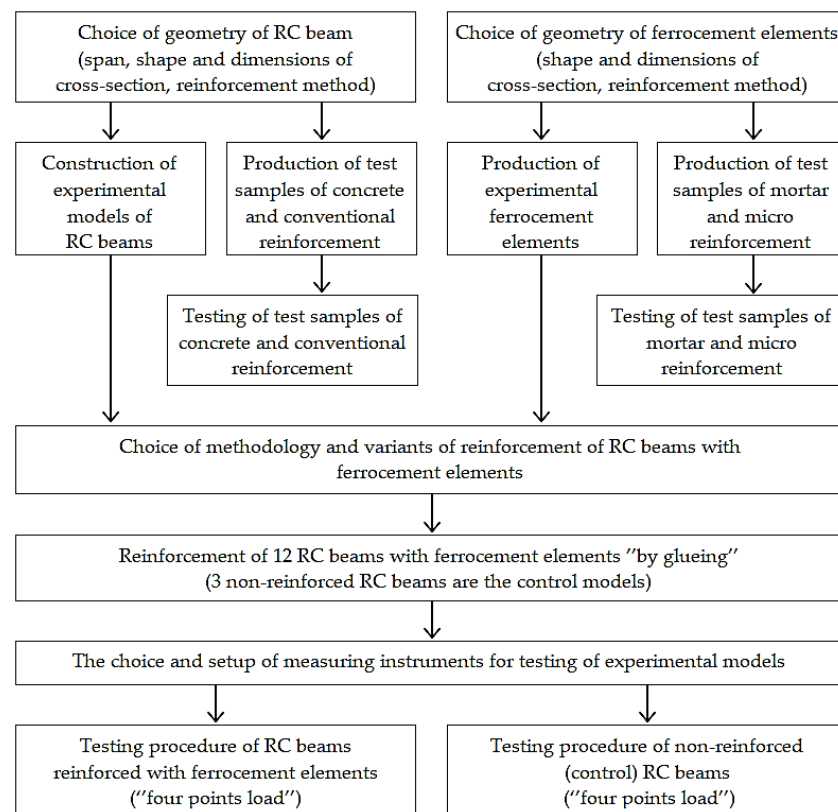 Choice of geometry of RC beam
(span, shape and dimensions of
cross-section, reinforcement method)
Choice of geometry of ferrocement elements
(shape and dimensions of
cross-section, reinforcement method)
Construction of
experimental
models of
RC beams
Production of test
samples of concrete
and conventional
reinforcement
Production of
experimental
ferrocement
elements
Production of test
samples of mortar
and micro
reinforcement
Testing of test samples of
concrete and conventional
reinforcement
Testing of test samples of
mortar and micro
reinforcement
Choice of methodology and variants of reinforcement of RC beams with
ferrocement elements
Reinforcement of 12 RC beams with ferrocement elements ″by glueing″
(3 non-reinforced RC beams are the control models)
The choice and setup of measuring instruments for testing of experimental models
Testing procedure of RC beams
reinforced with ferrocement elements
(″four points load″)
Testing procedure of non-reinforced
(control) RC beams
(″four points load″)